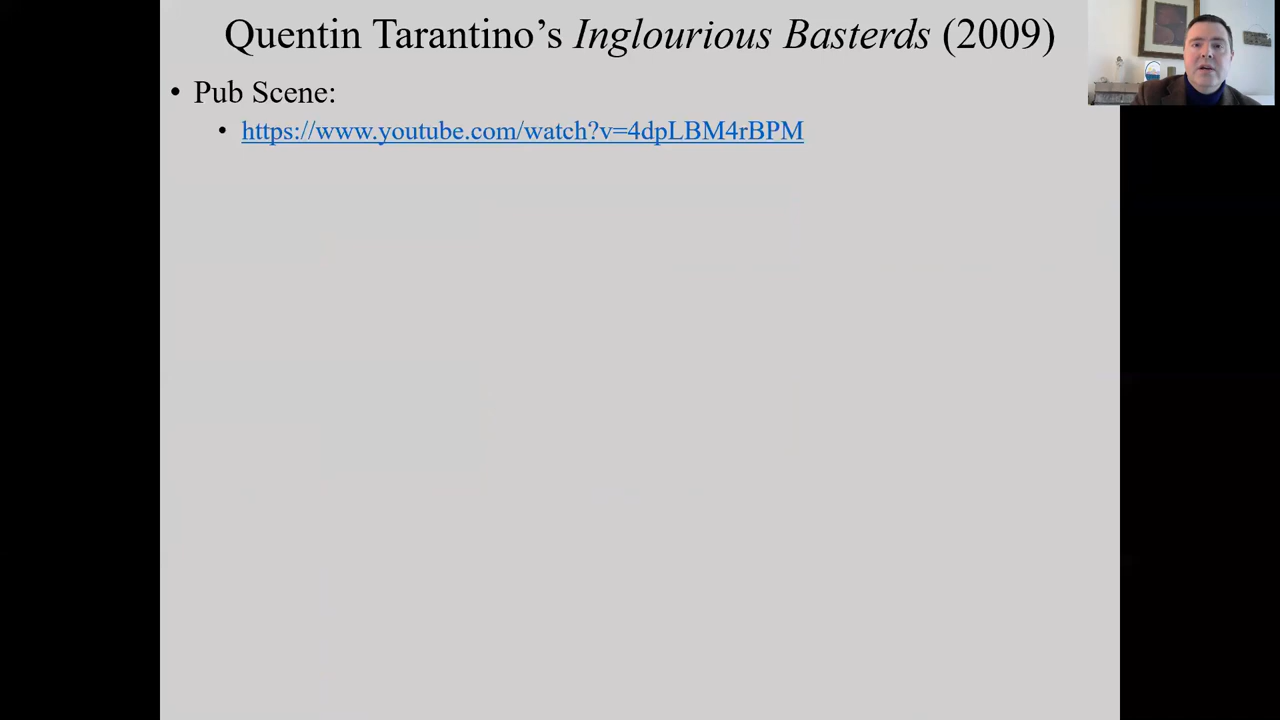 Quentin Tarantino’s Inglourious Basterds (2009)
• Pub Scene:
• https://www.youtube.com/watch?v=4dpLBM4rBPM